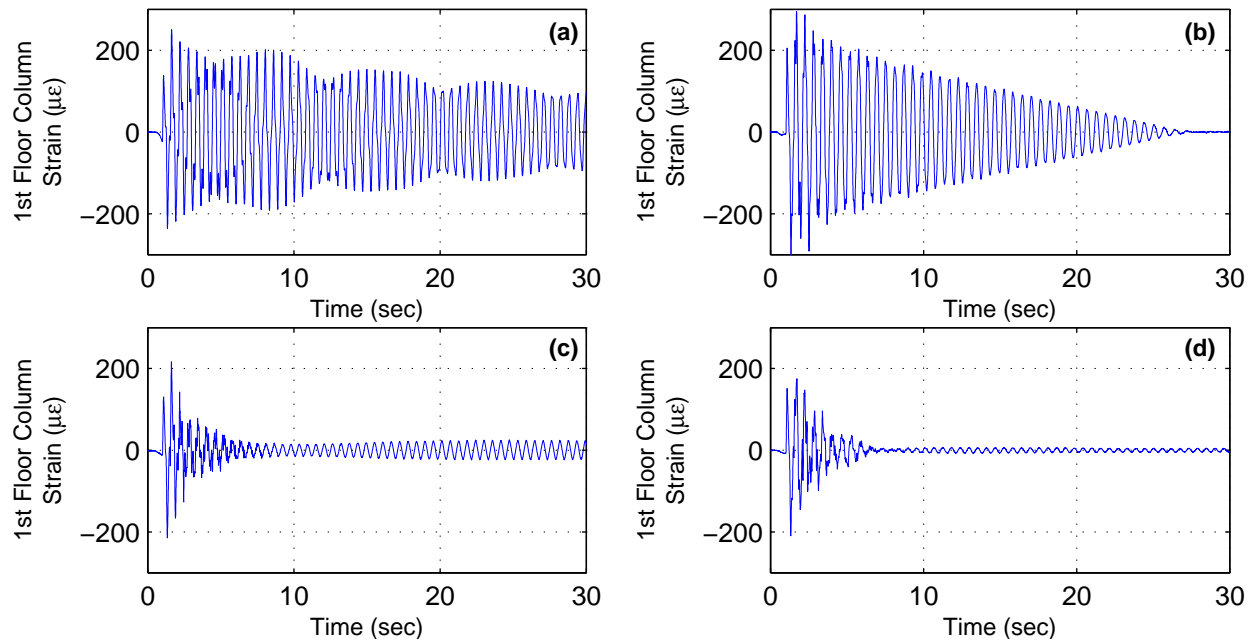 (a)
200
0
−200
1st Floor Column
Strain (με)
0 10 20 30
Time (sec)
(b)
200
0
−200
1st Floor Column
Strain (με)
0 10 20 30
Time (sec)
(c)
200
0
−200
1st Floor Column
Strain (με)
0 10 20 30
Time (sec)
(d)
200
0
−200
1st Floor Column
Strain (με)
0 10 20 30
Time (sec)